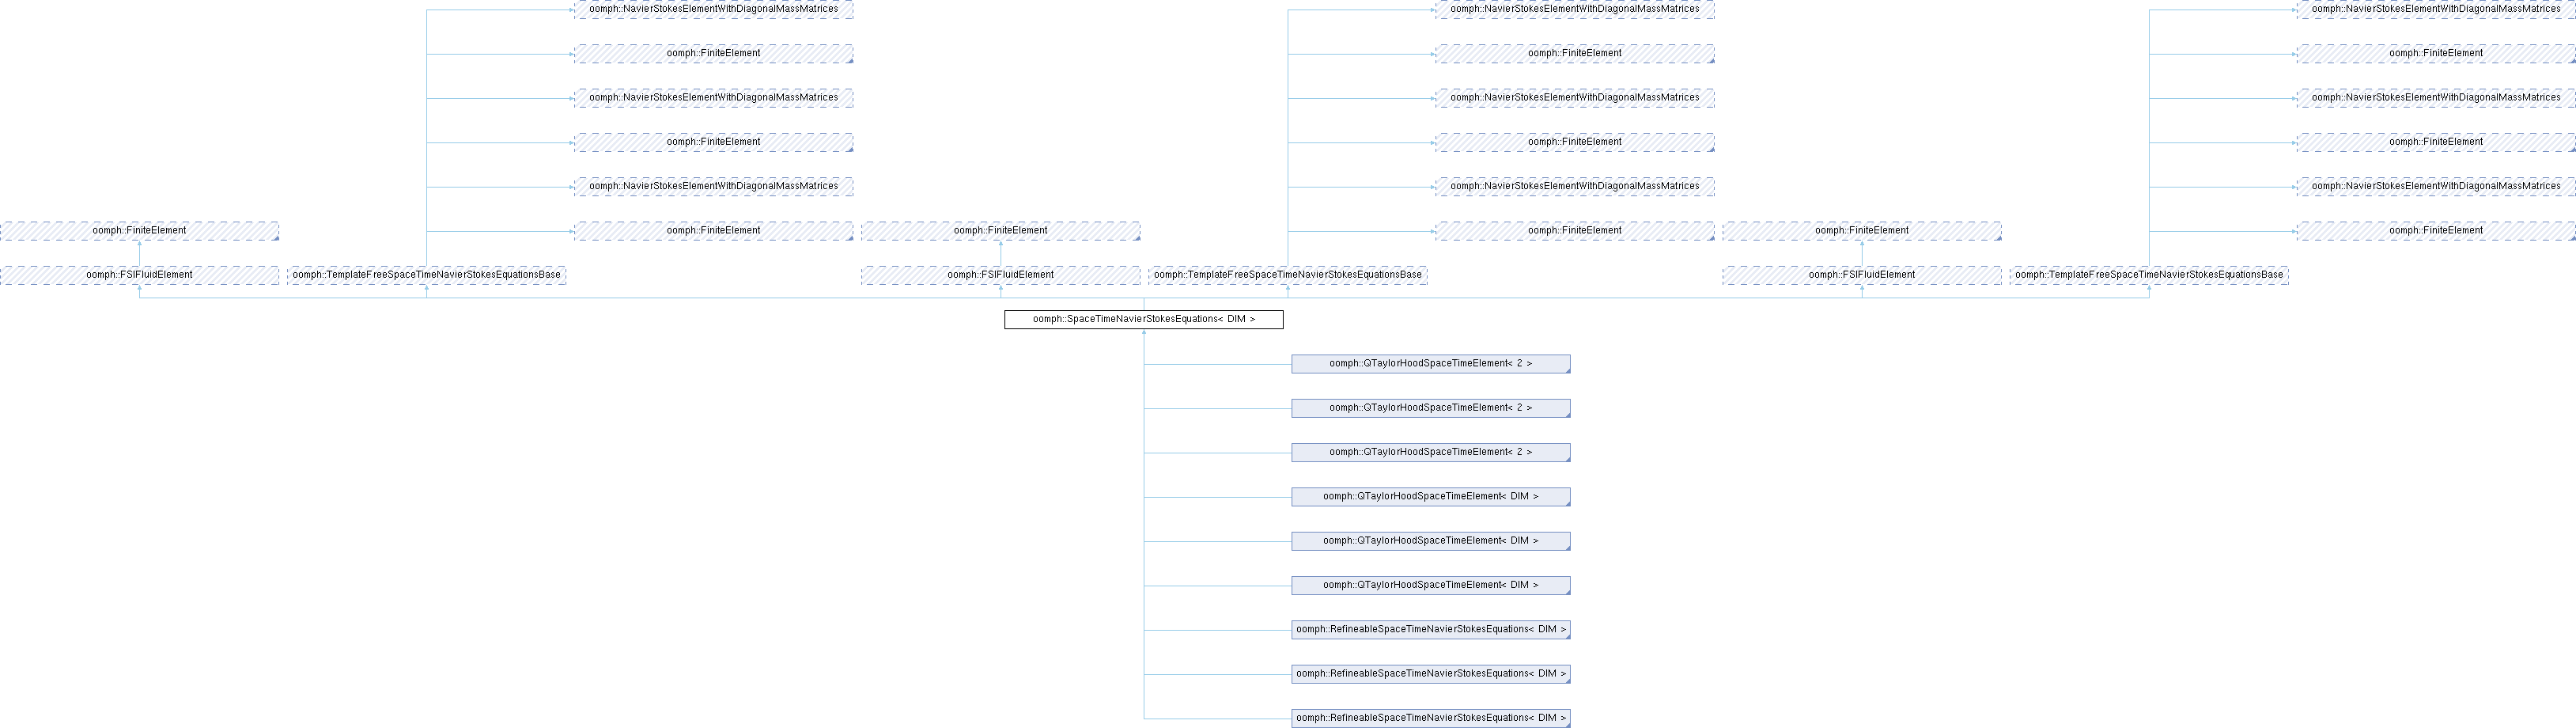 oomph::NavierStokesElementWithDiagonalMassMatrices oomph::NavierStokesElementWithDiagonalMassMatrices oomph::NavierStokesElementWithDiagonalMassMatrices
oomph::FiniteElement oomph::FiniteElement oomph::FiniteElement
oomph::NavierStokesElementWithDiagonalMassMatrices oomph::NavierStokesElementWithDiagonalMassMatrices oomph::NavierStokesElementWithDiagonalMassMatrices
oomph::FiniteElement oomph::FiniteElement oomph::FiniteElement
oomph::NavierStokesElementWithDiagonalMassMatrices oomph::NavierStokesElementWithDiagonalMassMatrices oomph::NavierStokesElementWithDiagonalMassMatrices
oomph::FiniteElement oomph::FiniteElement oomph::FiniteElement oomph::FiniteElement oomph::FiniteElement oomph::FiniteElement
oomph::FSIFluidElement oomph::TemplateFreeSpaceTimeNavierStokesEquationsBase oomph::FSIFluidElement oomph::TemplateFreeSpaceTimeNavierStokesEquationsBase oomph::FSIFluidElement oomph::TemplateFreeSpaceTimeNavierStokesEquationsBase
oomph::SpaceTimeNavierStokesEquations< DIM >
oomph::QTaylorHoodSpaceTimeElement< 2 >
oomph::QTaylorHoodSpaceTimeElement< 2 >
oomph::QTaylorHoodSpaceTimeElement< 2 >
oomph::QTaylorHoodSpaceTimeElement< DIM >
oomph::QTaylorHoodSpaceTimeElement< DIM >
oomph::QTaylorHoodSpaceTimeElement< DIM >
oomph::RefineableSpaceTimeNavierStokesEquations< DIM >
oomph::RefineableSpaceTimeNavierStokesEquations< DIM >
oomph::RefineableSpaceTimeNavierStokesEquations< DIM >